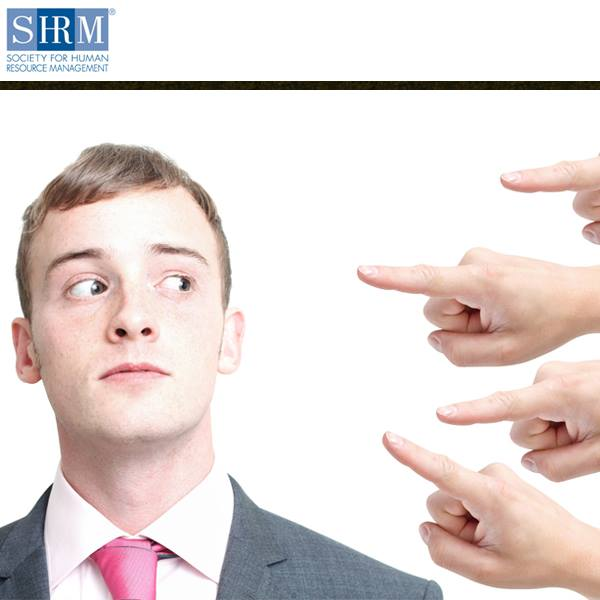 SHRM®
SOCIETY FOR HUMAN
RESOURCE MANAGEMENT